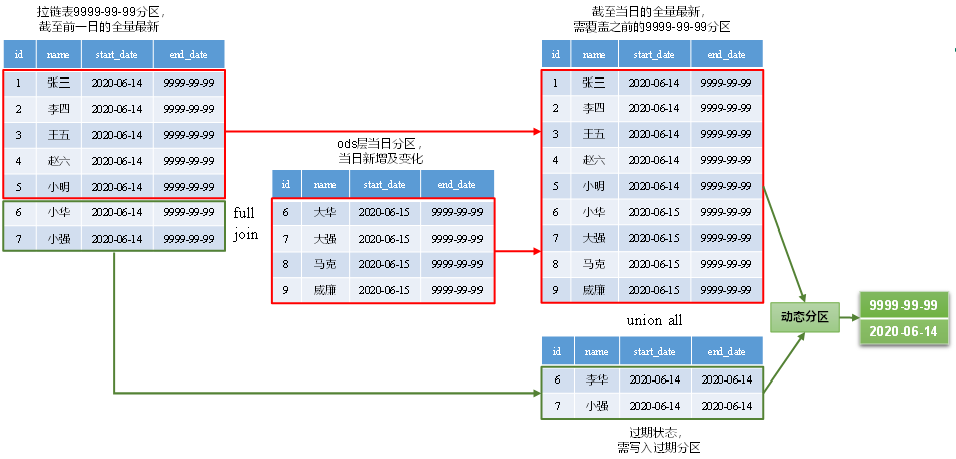 拉链表9999-99-99分区，
截至前一日的全量最新
id name start_date end_date
1 张三 2020-06-14 9999-99-99
2 李四 2020-06-14 9999-99-99
3 王五 2020-06-14 9999-99-99
4 赵六 2020-06-14 9999-99-99
5 小明 2020-06-14 9999-99-99
6 小华 2020-06-14 9999-99-99
7 小强 2020-06-14 9999-99-99
full
join
ods层当日分区，
当日新增及变化
id name start_date end_date
6 大华 2020-06-15 9999-99-99
7 大强 2020-06-15 9999-99-99
8 马克 2020-06-15 9999-99-99
9 威廉 2020-06-15 9999-99-99
截至当日的全量最新，
需覆盖之前的9999-99-99分区
id name start_date end_date
1 张三 2020-06-14 9999-99-99
2 李四 2020-06-14 9999-99-99
3 王五 2020-06-14 9999-99-99
4 赵六 2020-06-14 9999-99-99
5 小明 2020-06-14 9999-99-99
6 小华 2020-06-15 9999-99-99
7 大强 2020-06-15 9999-99-99
8 马克 2020-06-15 9999-99-99
9 威廉 2020-06-15 9999-99-99
union all
id name start_date end_date
6 李华 2020-06-14 2020-06-14
7 小强 2020-06-14 2020-06-14
过期状态，
需写入过期分区
动态分区
9999-99-99
2020-06-14